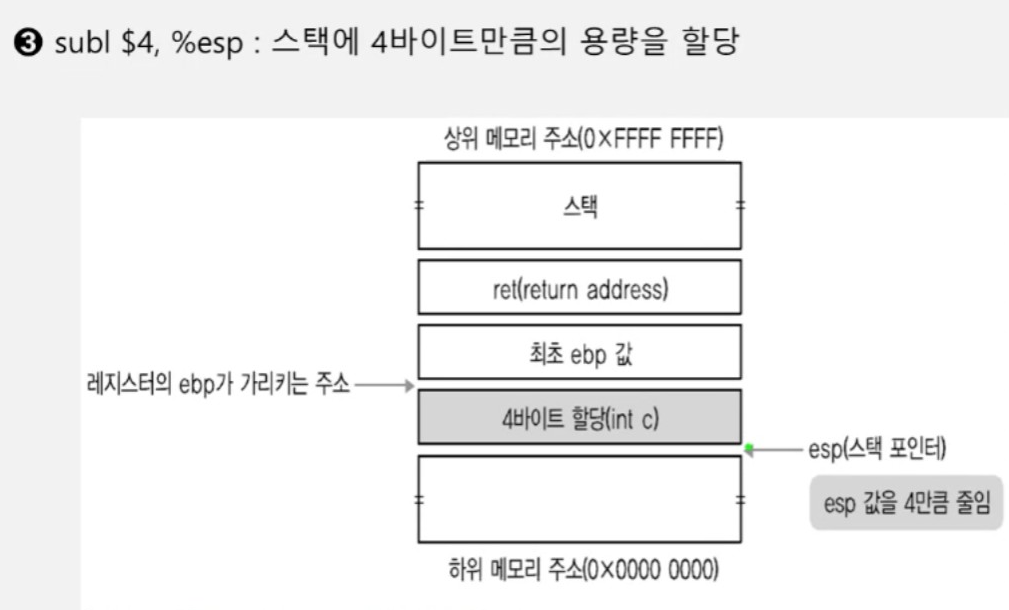 ❸ subl $4, %esp : 스택에 4바이트만큼의 용량을 할당
상위 메모리 주소(0×FFFF FFFF)
스택
ret(return address)
최초 ebp 값
레지스터의 ebp가 가리키는 주소
4바이트 할당(int c)
esp(스택 포인터)
esp 값을 4만큼 줄임
하위 메모리 주소(0×0000 0000)